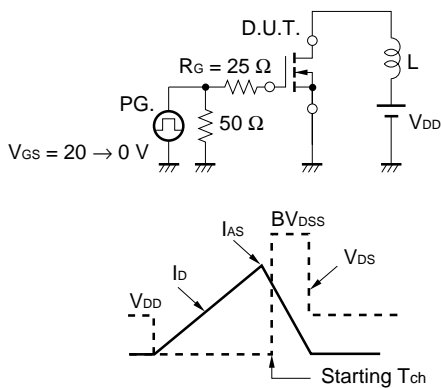 D.U.T.
RG = 25 Ω
PG.
50 Ω
L
VDD
VGS = 20 → 0 V
BVDSS
IAS
ID
VDS
VDD
Starting Tch